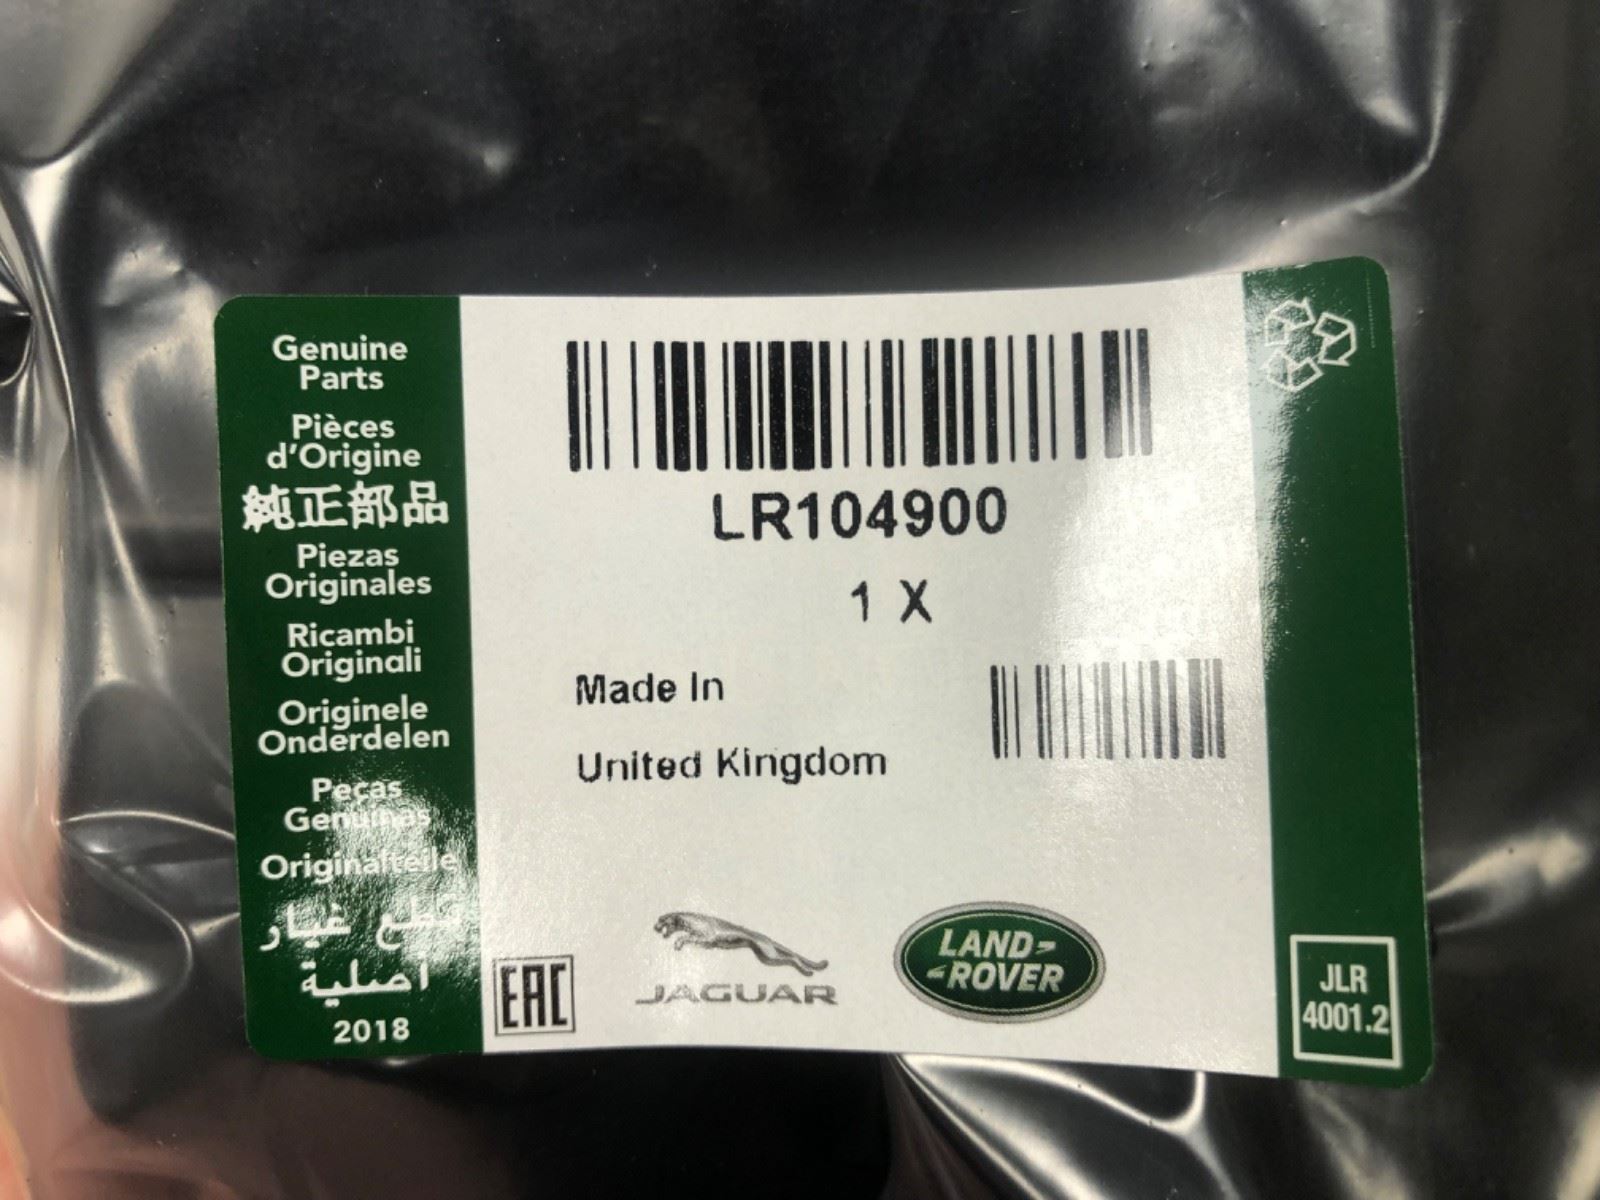 Genuine
Parts
Pièces
d'Origine
純正部品
Piezas
Originales
Ricambi
Originali
Originele
Onderdelen
Peças
Genuinas
Originalteile
قطع غيار
أصلية
2018
LR104900
1 X
Made In
United Kingdom
EAC
JAGUAR
LAND-
-ROVER
JLR
4001.2